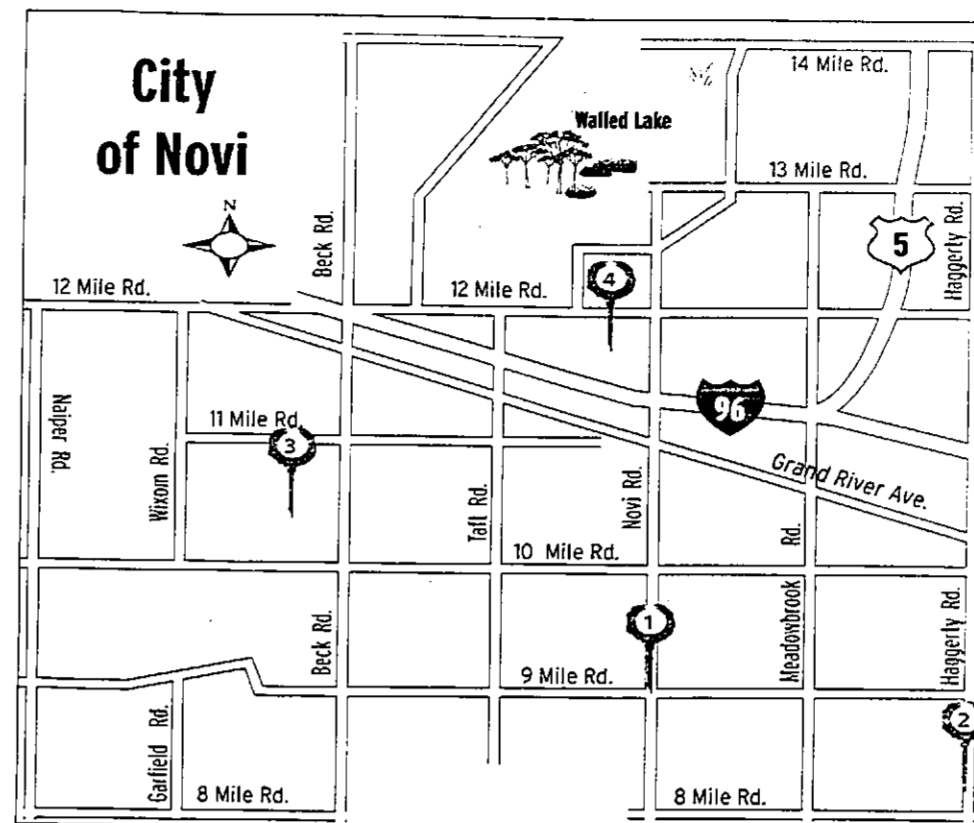 City
of Novi
N
14 Mile Rd.
Walled Lake
13 Mile Rd.
Beck Rd.
5
Haggerty Rd.
12 Mile Rd.
12 Mile Rd.
4
96
11 Mile Rd.
3
Naiper Rd.
Wixom Rd.
Taft Rd.
Novi Rd.
Grand River Ave.
10 Mile Rd.
Meadowbrook Rd.
1
Beck Rd.
9 Mile Rd.
Haggerty Rd.
2
Garfield Rd.
8 Mile Rd.
8 Mile Rd.